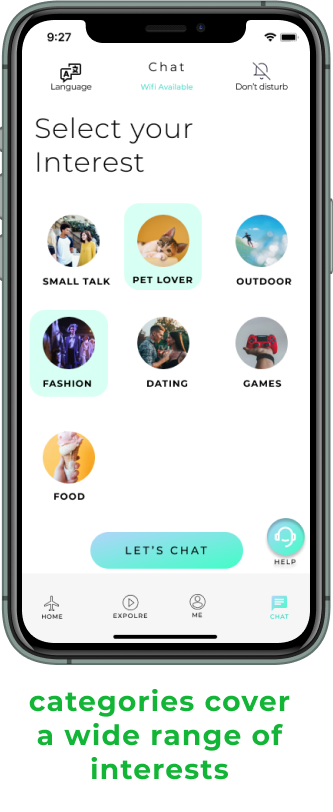 9:27
Chat
Language
Wifi Available
Don't disturb
Select your
Interest
SMALL TALK
PET LOVER
OUTDOOR
FASHION
DATING
GAMES
FOOD
LET'S CHAT
HELP
HOME
EXPOLRE
ME
CHAT
categories cover
a wide range of
interests